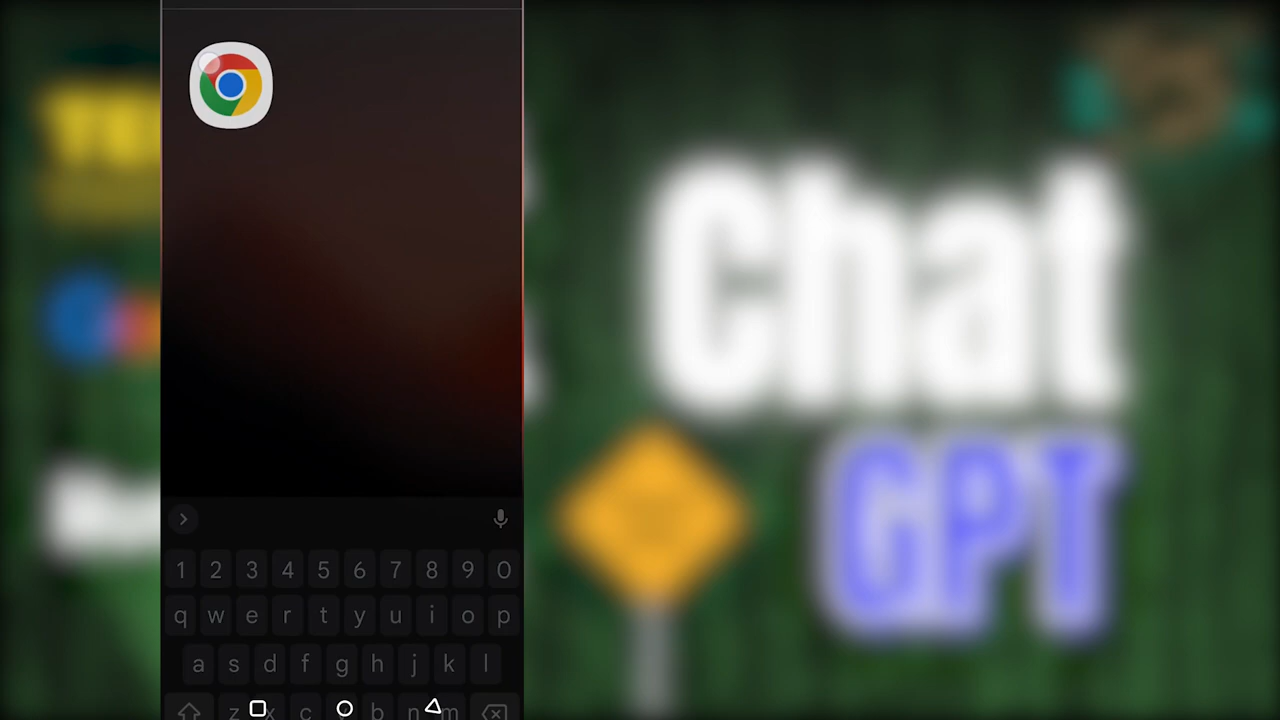 Chat
GPT
1 2 3 4 5 6 7 8 9 0
q w e r t y u i o p
a s d f g h j k l
z x c b n m